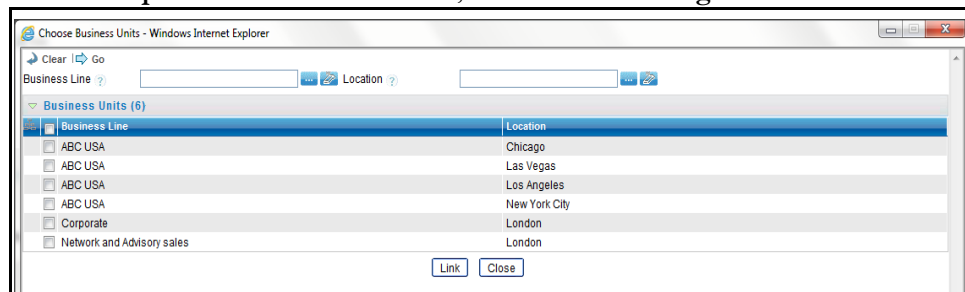 Choose Business Units - Windows Internet Explorer
Clear Go
Business Line ? ... Location ? ...
Business Units (6)
Business Line Location
ABC USA Chicago
ABC USA Las Vegas
ABC USA Los Angeles
ABC USA New York City
Corporate London
Network and Advisory sales London
Link Close